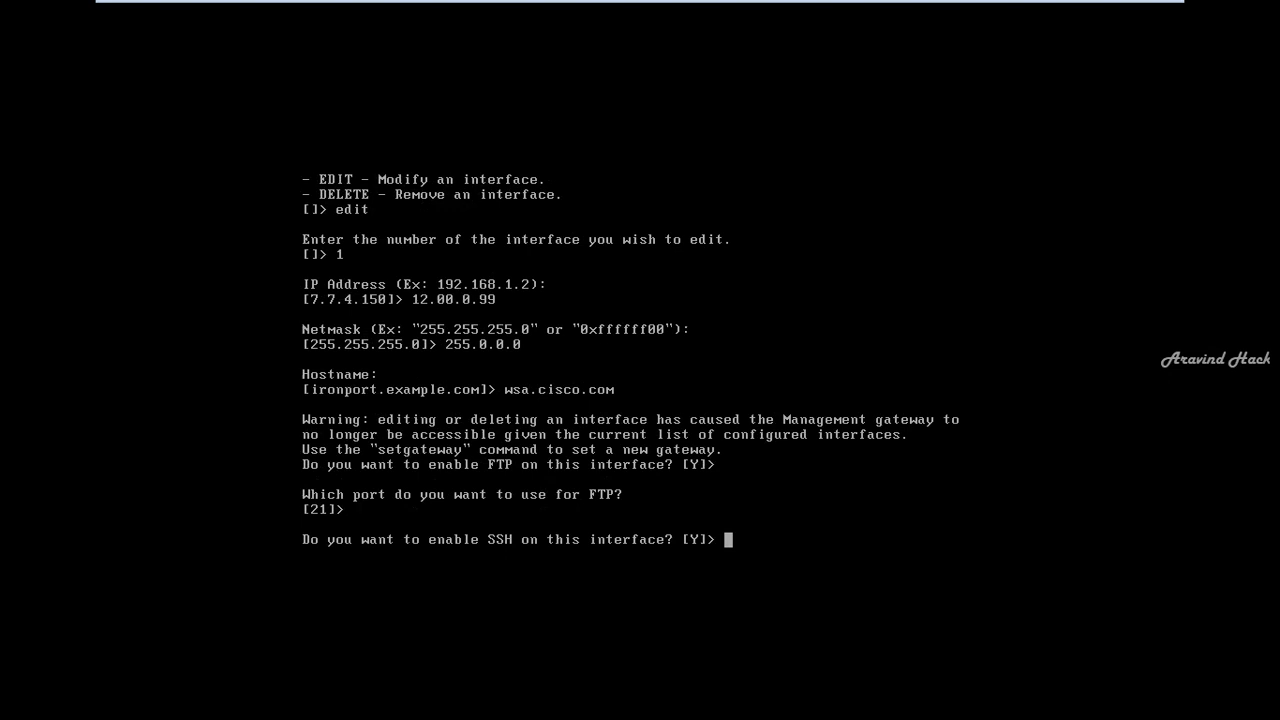 - EDIT - Modify an interface.
- DELETE - Remove an interface.
[]> edit
Enter the number of the interface you wish to edit.
[]> 1
IP Address (Ex: 192.168.1.2):
[7.7.4.150]> 12.00.0.99
Netmask (Ex: "255.255.255.0" or "0xffffff00"):
[255.255.255.0]> 255.0.0.0
Hostname:
[ironport.example.com]> wsa.cisco.com
Warning: editing or deleting an interface has caused the Management gateway to
no longer be accessible given the current list of configured interfaces.
Use the "setgateway" command to set a new gateway.
Do you want to enable FTP on this interface? [Y]>
Which port do you want to use for FTP?
[21]>
Do you want to enable SSH on this interface? [Y]>
Aravind Hack